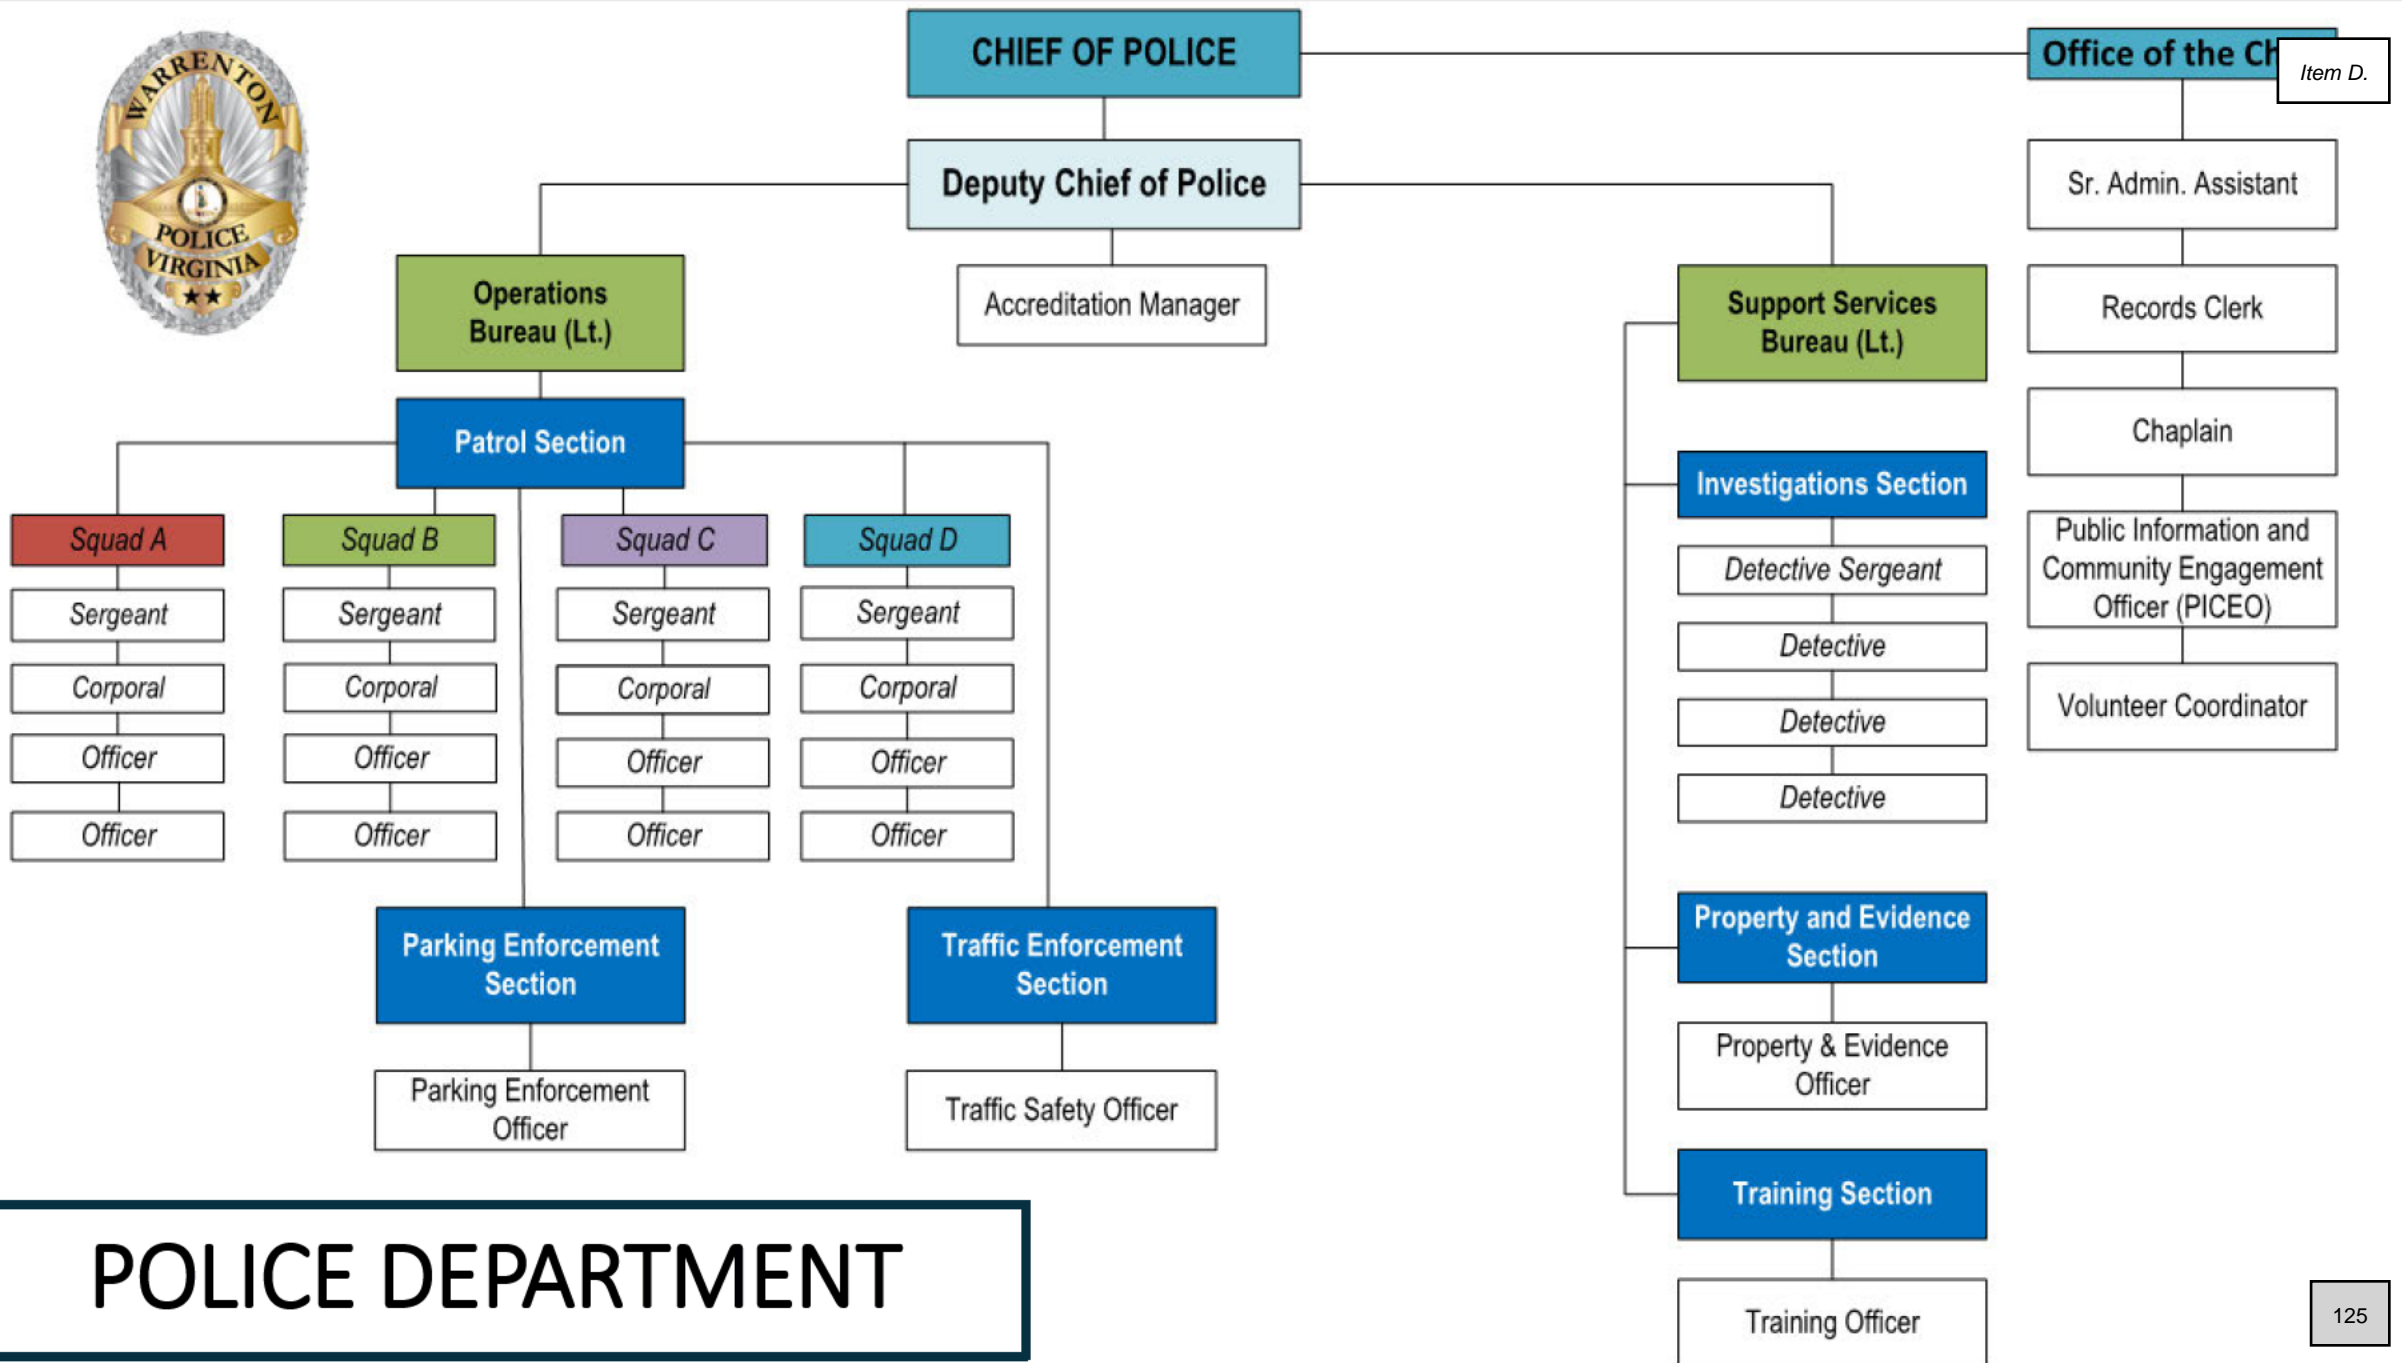 WARRENTON
POLICE
VIRGINIA
CHIEF OF POLICE
Office of the Ch
Item D.
Deputy Chief of Police
Sr. Admin. Assistant
Accreditation Manager
Records Clerk
Chaplain
Public Information and
Community Engagement
Officer (PICEO)
Volunteer Coordinator
Operations
Bureau (Lt.)
Patrol Section
Squad A
Sergeant
Corporal
Officer
Officer
Squad B
Sergeant
Corporal
Officer
Officer
Squad C
Sergeant
Corporal
Officer
Officer
Squad D
Sergeant
Corporal
Officer
Officer
Parking Enforcement
Section
Parking Enforcement
Officer
Traffic Enforcement
Section
Traffic Safety Officer
Support Services
Bureau (Lt.)
Investigations Section
Detective Sergeant
Detective
Detective
Detective
Property and Evidence
Section
Property & Evidence
Officer
Training Section
Training Officer
POLICE DEPARTMENT
125